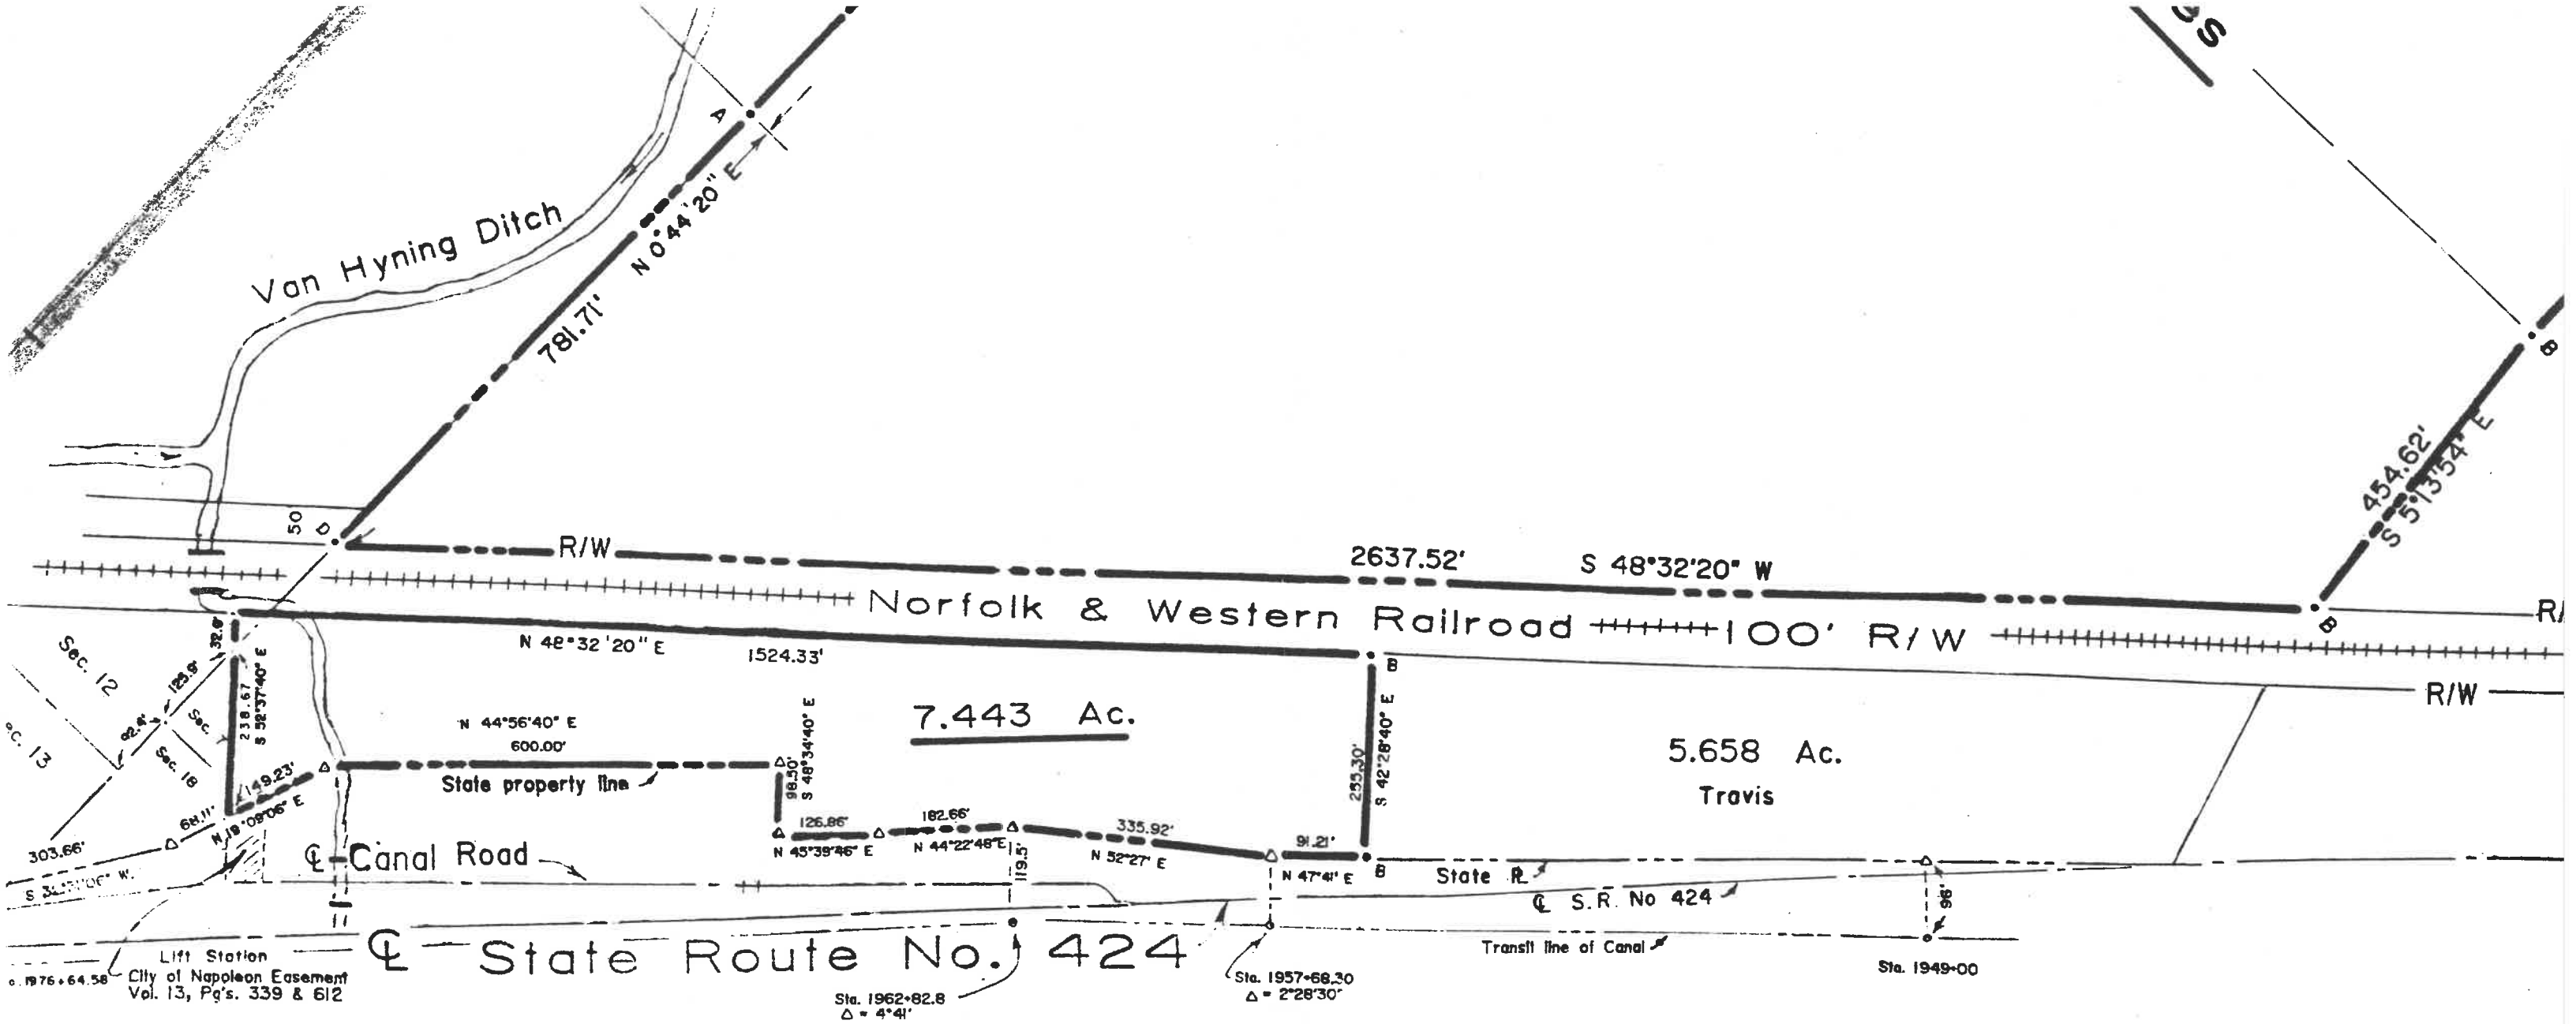 A
N 0°44'20" E
781.71'
Van Hyning Ditch
B
454.62'
S 5°13'54" E
50
D
R/W
2637.52'
S 48°32'20" W
B
Norfolk & Western Railroad
100' R/W
R/W
N 48°32'20" E
1524.33'
B
32.9'
Sec. 12
125.9'
92.4'
Sec.
Sec. 18
238.67
S 52°37'40" E
149.23'
N 19°09'06" E
68.11'
303.66'
N 44°56'40" E
600.00'
State property line
98.50'
S 48°34'40" E
7.443 Ac.
255.30'
S 42°28'40" E
5.658 Ac.
Travis
126.86'
N 45°39'46" E
182.66'
N 44°22'48" E
335.92'
N 52°27' E
91.21'
N 47°41' E
B
119.5'
℄ Canal Road
State ⅊
℄ S.R. No 424
96'
℄ State Route No. 424
Transit line of Canal
Lift Station
City of Napoleon Easement
Vol. 13, Pg's. 339 & 612
1976+64.58
Sta. 1962+82.8
Δ = 4°41'
Sta. 1957+68.30
Δ = 2°28'30"
Sta. 1949+00